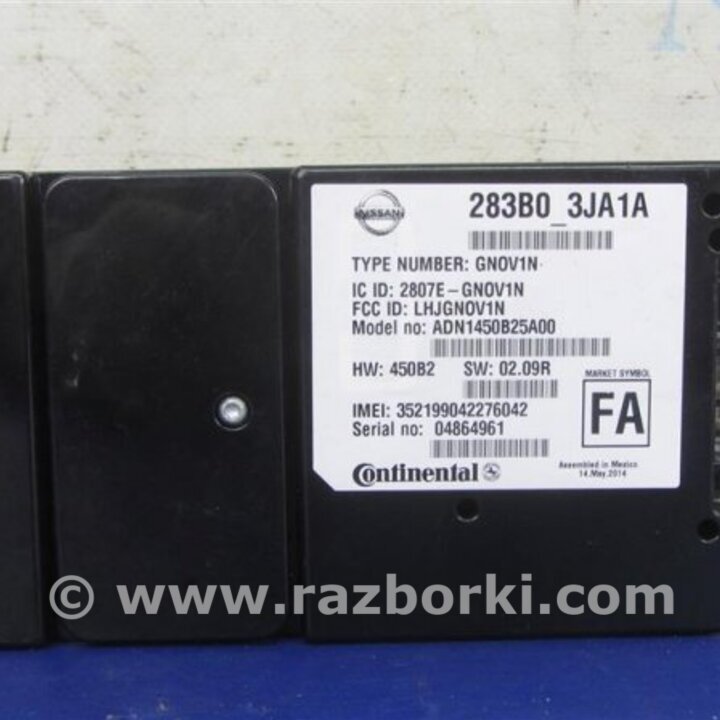 NISSAN
283B0_3JA1A
TYPE NUMBER: GNOV1N
IC ID: 2807E-GNOV1N
FCC ID: LHJGNOV1N
Model no: ADN1450B25A00
HW: 450B2 SW: 02.09R
MARKET SYMBOL
FA
IMEI: 352199042276042
Serial no: 04864961
Continental
Assembled in Mexico
14.May.2014
© www.razborki.com